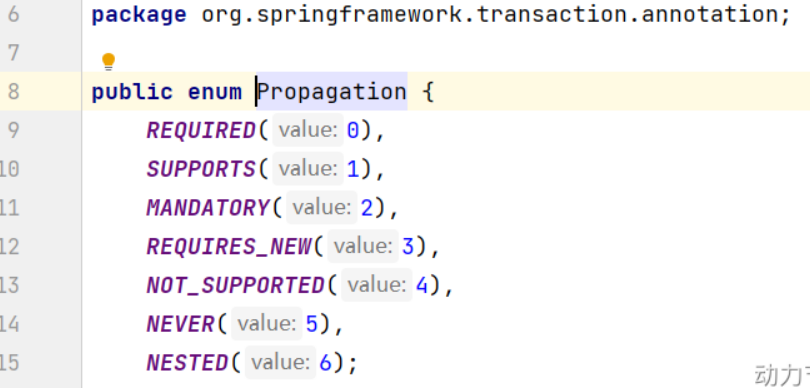 6 package org.springframework.transaction.annotation;
7
8 public enum Propagation {
9 REQUIRED( value: 0),
10 SUPPORTS( value: 1),
11 MANDATORY( value: 2),
12 REQUIRES_NEW( value: 3),
13 NOT_SUPPORTED( value: 4),
14 NEVER( value: 5),
15 NESTED( value: 6);
动力